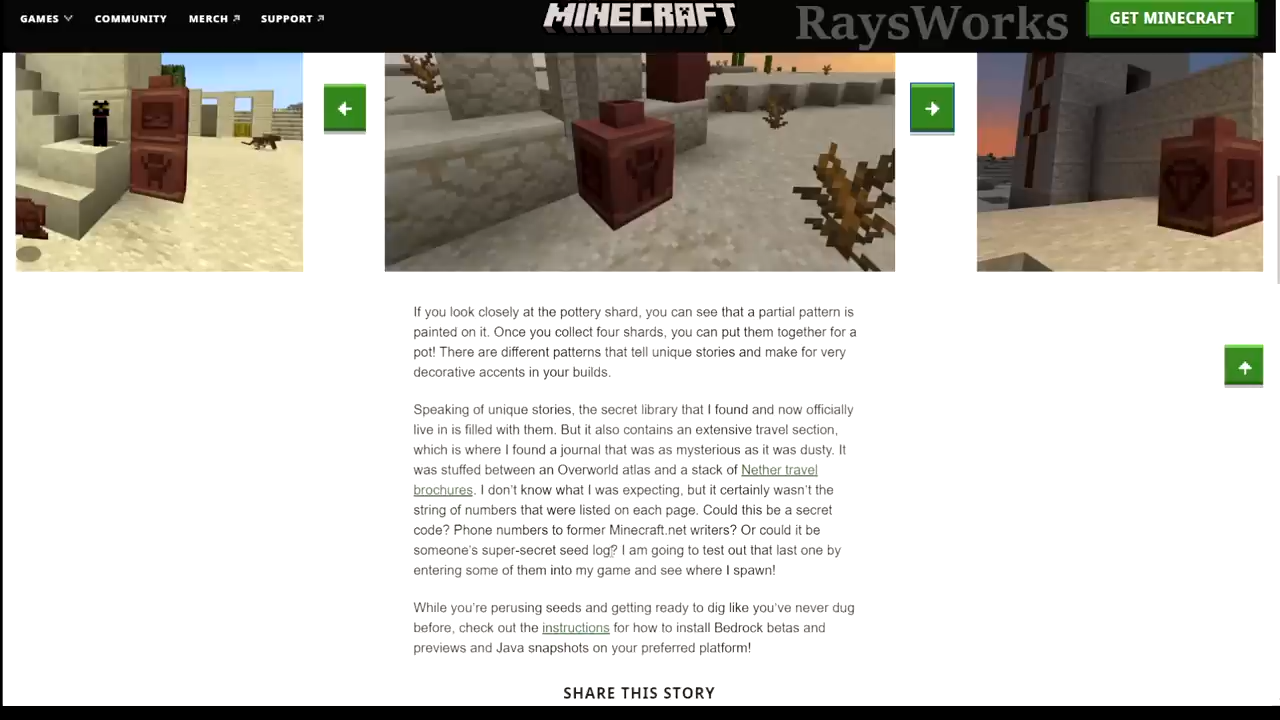 GAMES
COMMUNITY
MERCH
SUPPORT
MINECRAFT
RaysWorks
GET MINECRAFT
If you look closely at the pottery shard, you can see that a partial pattern is
painted on it. Once you collect four shards, you can put them together for a
pot! There are different patterns that tell unique stories and make for very
decorative accents in your builds.
Speaking of unique stories, the secret library that I found and now officially
live in is filled with them. But it also contains an extensive travel section,
which is where I found a journal that was as mysterious as it was dusty. It
was stuffed between an Overworld atlas and a stack of Nether travel
brochures. I don't know what I was expecting, but it certainly wasn't the
string of numbers that were listed on each page. Could this be a secret
code? Phone numbers to former Minecraft.net writers? Or could it be
someone's super-secret seed log? I am going to test out that last one by
entering some of them into my game and see where I spawn!
While you're perusing seeds and getting ready to dig like you've never dug
before, check out the instructions for how to install Bedrock betas and
previews and Java snapshots on your preferred platform!
SHARE THIS STORY